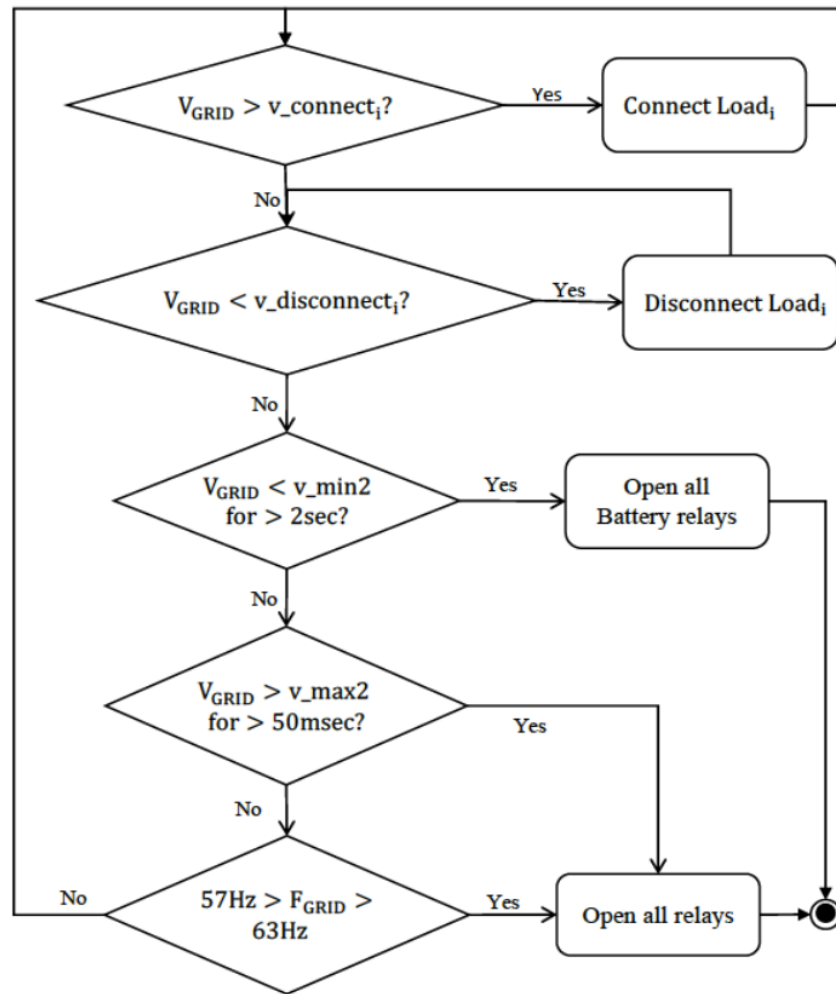 V_GRID > v_connect_i?
Yes
Connect Load_i
No
V_GRID < v_disconnect_i?
Yes
Disconnect Load_i
No
V_GRID < v_min2
for > 2sec?
Yes
Open all
Battery relays
No
V_GRID > v_max2
for > 50msec?
Yes
No
No
57Hz > F_GRID >
63Hz
Yes
Open all relays